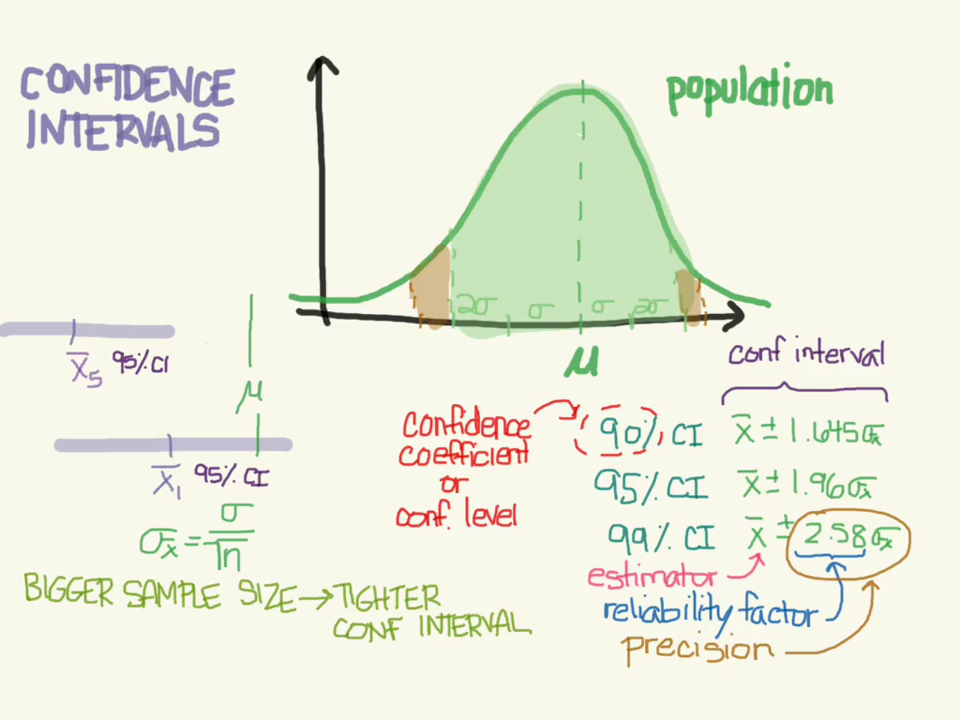 CONFIDENCE
INTERVALS
population
2σ σ σ 2σ
μ
x̄₅ 95% CI
μ
x̄₁ 95% CI
σx̄ = σ/√n
BIGGER SAMPLE SIZE → TIGHTER
CONF INTERVAL
confidence
coefficient
or
conf. level
conf interval
90% CI x̄ ± 1.645σx̄
95% CI x̄ ± 1.96σx̄
99% CI x̄ ± 2.58σx̄
estimator
reliability factor
precision